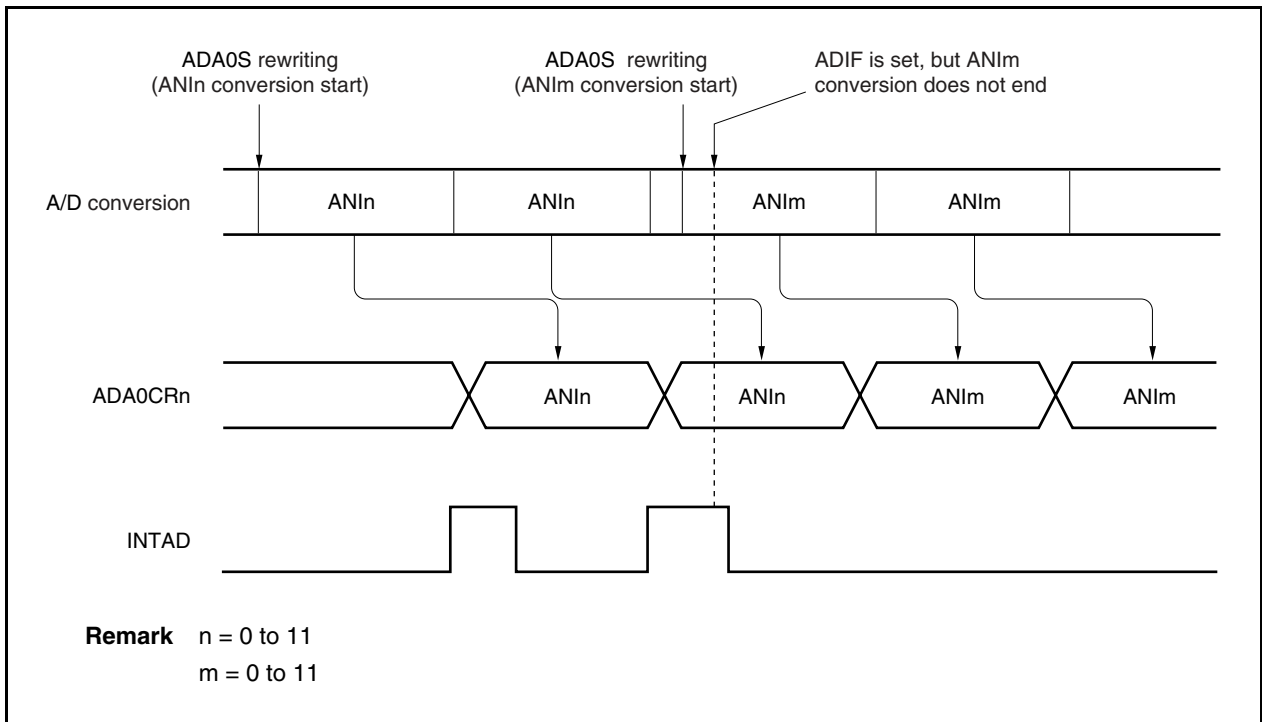 ADA0S rewriting
(ANIn conversion start)
ADA0S rewriting
(ANIm conversion start)
ADIF is set, but ANIm
conversion does not end
A/D conversion
ANIn
ANIn
ANIm
ANIm
ADA0CRn
ANIn
ANIn
ANIm
ANIm
INTAD
Remark n = 0 to 11
m = 0 to 11